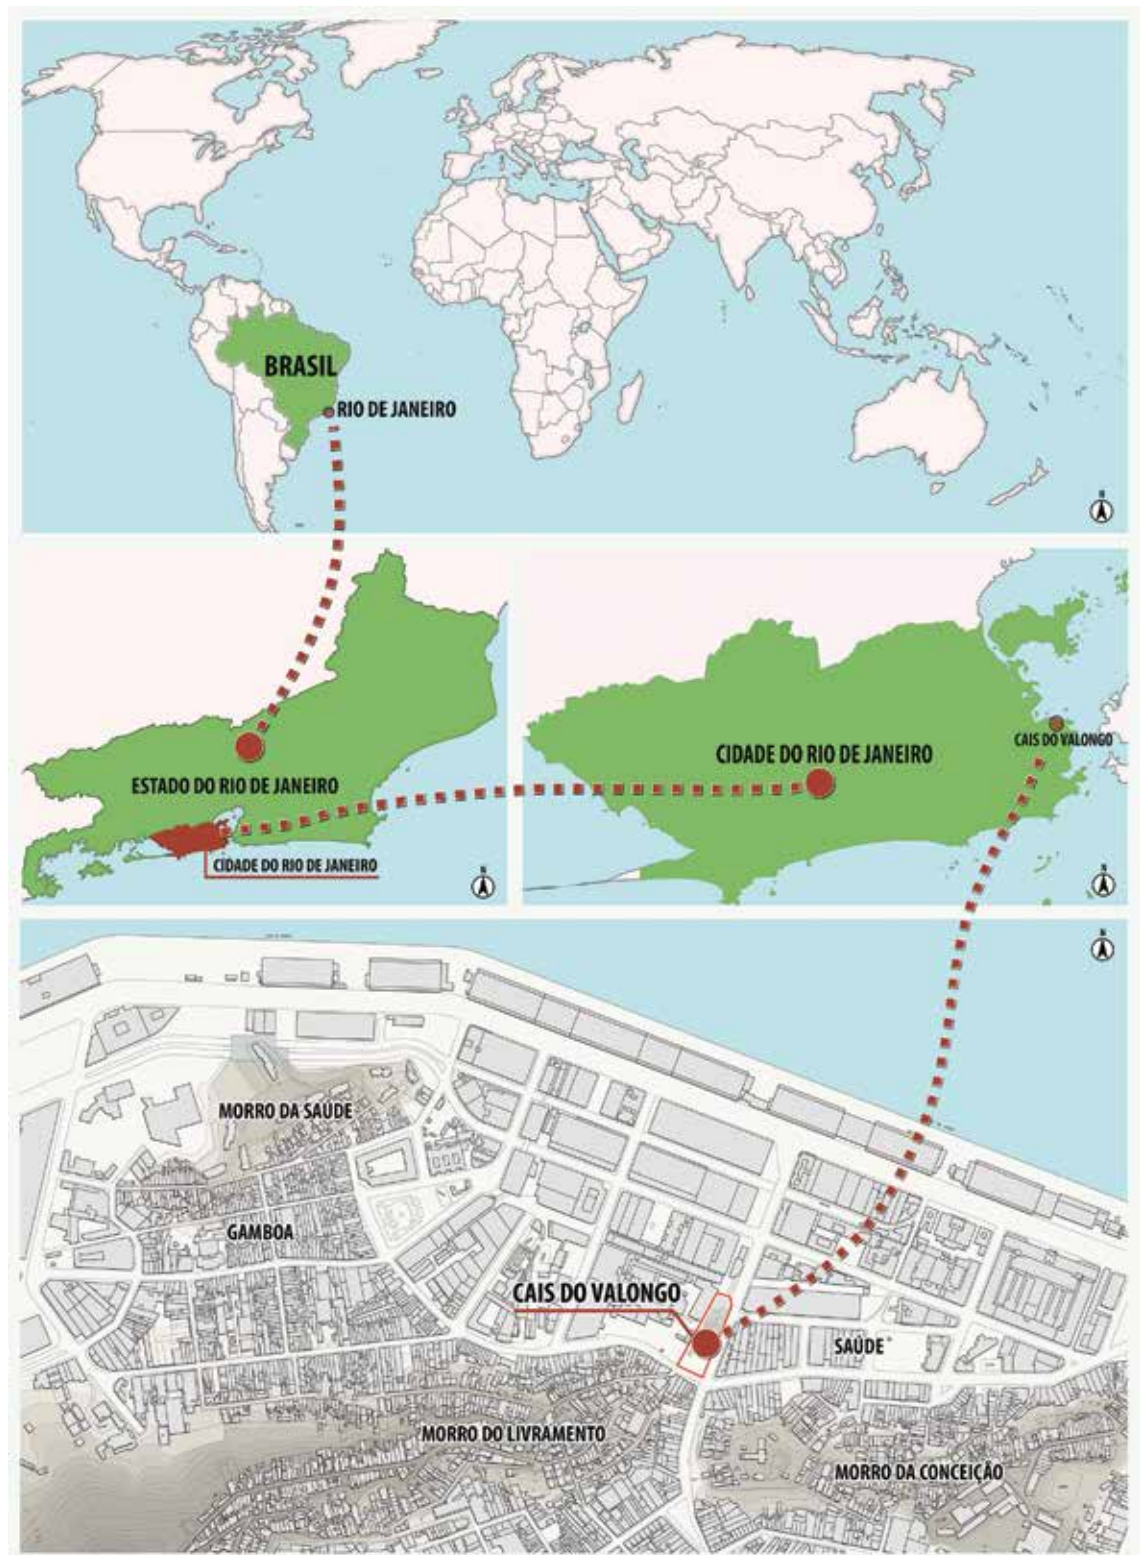 BRASIL
RIO DE JANEIRO
N
ESTADO DO RIO DE JANEIRO
CIDADE DO RIO DE JANEIRO
N
CIDADE DO RIO DE JANEIRO
CAIS DO VALONGO
N
N
MORRO DA SAÚDE
GAMBOA
CAIS DO VALONGO
SAÚDE
MORRO DO LIVRAMENTO
MORRO DA CONCEIÇÃO